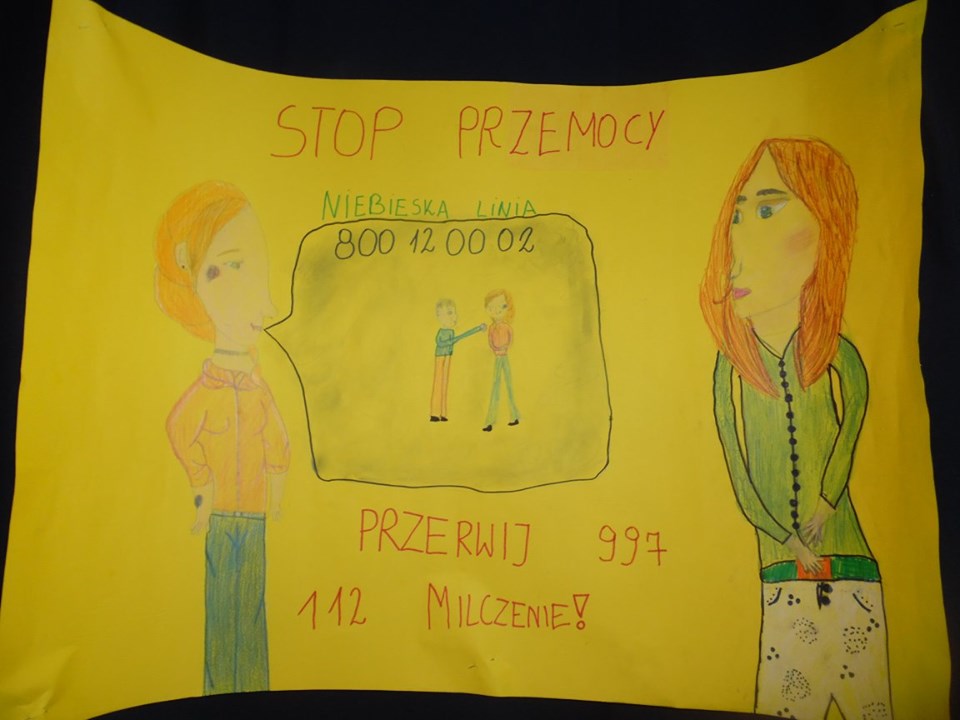 STOP PRZEMOCY
NIEBIESKA LINIA
800 12 00 02
PRZERWIJ 997
112 MILCZENIE!